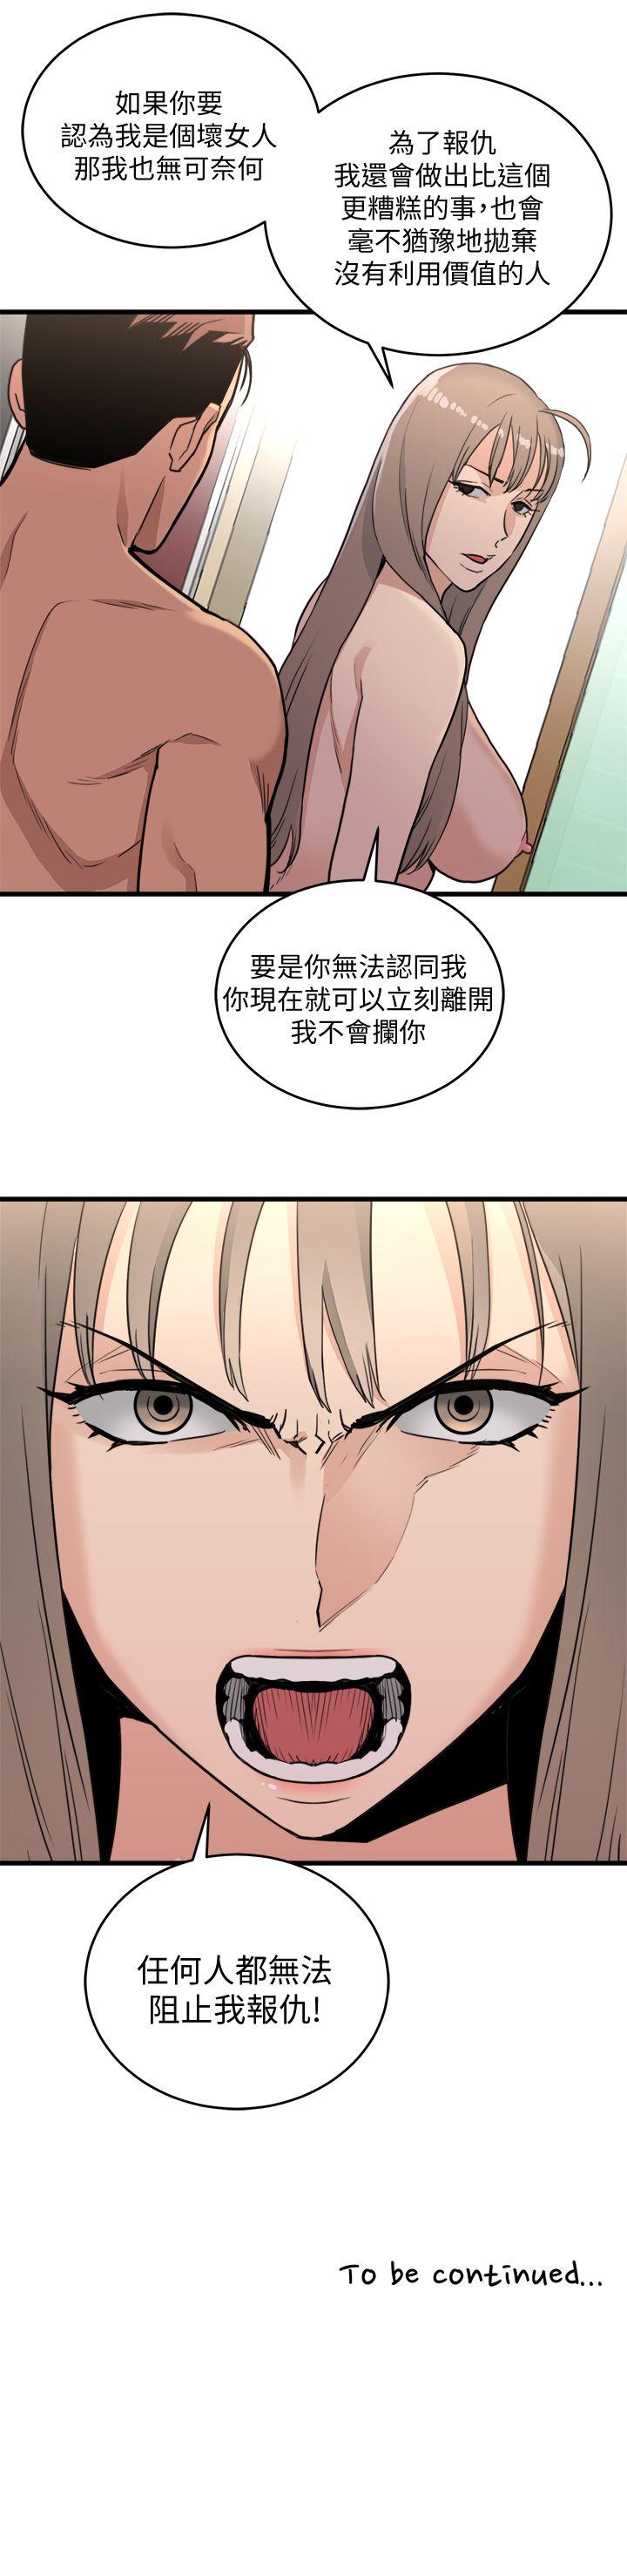 如果你要
認為我是個壞女人
那我也無可奈何
為了報仇
我還會做出比這個
更糟糕的事，也會
毫不猶豫地拋棄
沒有利用價值的人
要是你無法認同我
你現在就可以立刻離開
我不會攔你
任何人都無法
阻止我報仇!
To be continued...